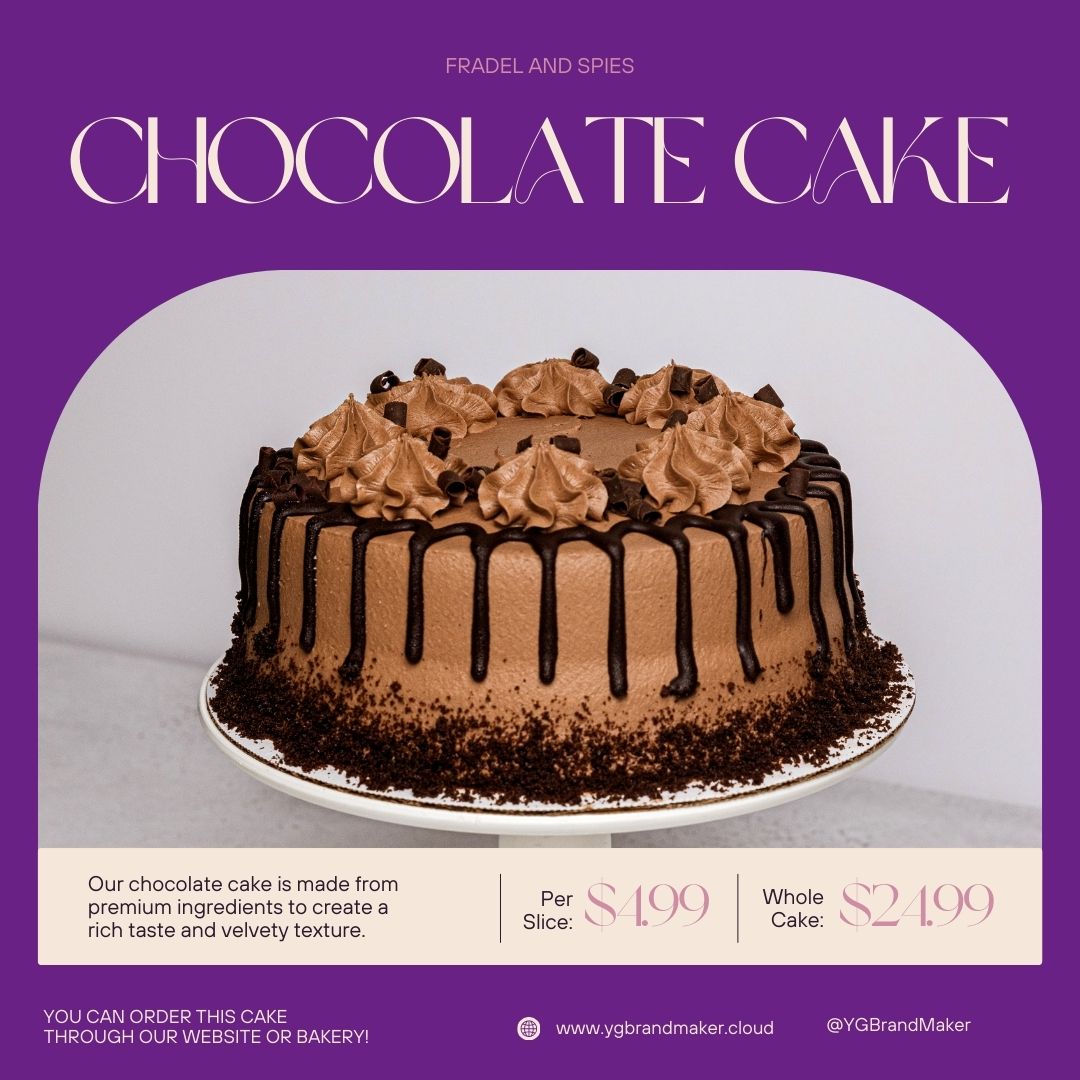 FRADEL AND SPIES
CHOCOLATE CAKE
Our chocolate cake is made from
premium ingredients to create a
rich taste and velvety texture.
Per
Slice:
$4.99
Whole
Cake:
$24.99
YOU CAN ORDER THIS CAKE
THROUGH OUR WEBSITE OR BAKERY!
www.ygbrandmaker.cloud
@YGBrandMaker